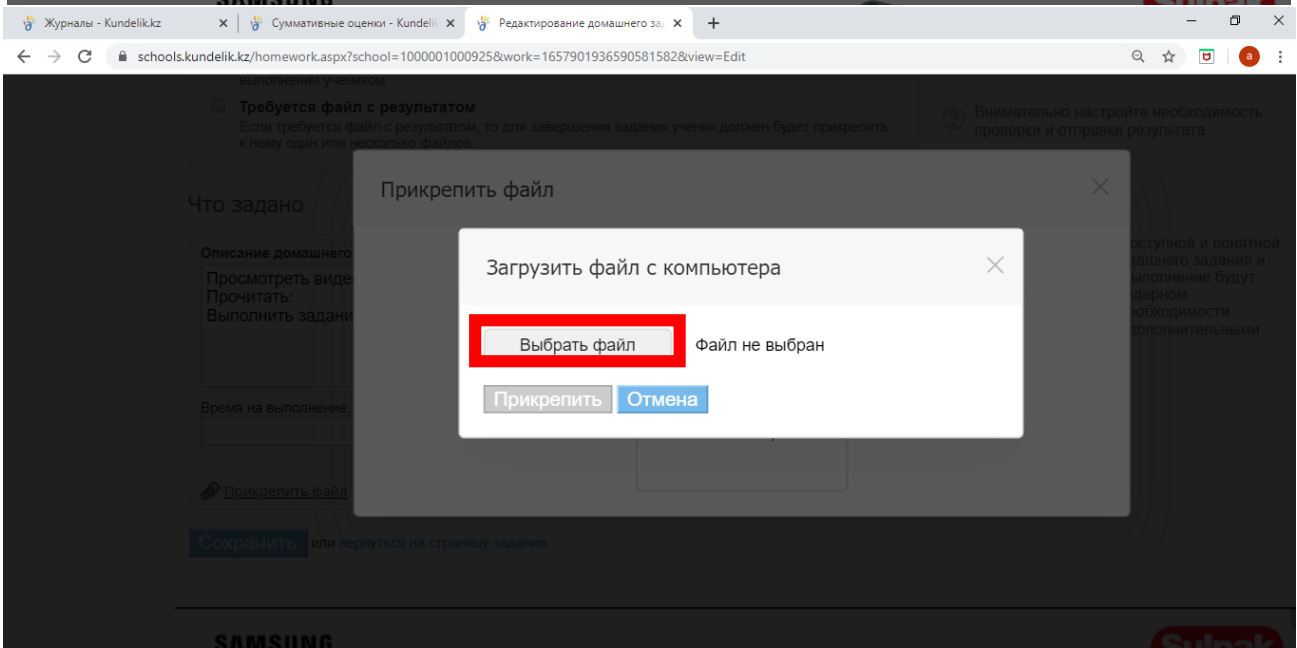 SAMSUNG
Журналы - Kundelik.kz
Суммативные оценки - Kundeli
Редактирование домашнего за
schools.kundelik.kz/homework.aspx?school=1000001000925&work=1657901936590581582&view=Edit
a
выполнения учеником
Требуется файл с результатом
Если требуется файл с результатом, то для завершения задания ученик должен будет прикрепить
к нему один или несколько файлов.
Внимательно настройте необходимость
проверки и отправки результата.
Прикрепить файл
Что задано
Описание домашнего
Просмотреть виде
Прочитать:
Выполнить задани
оступной и понятной
машнего задания и
ыполнение будут
дарном
еобходимости
дополнительными
Загрузить файл с компьютера
Выбрать файл
Файл не выбран
Прикрепить
Отмена
Время на выполнение,
Прикрепить файл
Сохранить или вернуться на страницу задания
SAMSUNG
Sulpak